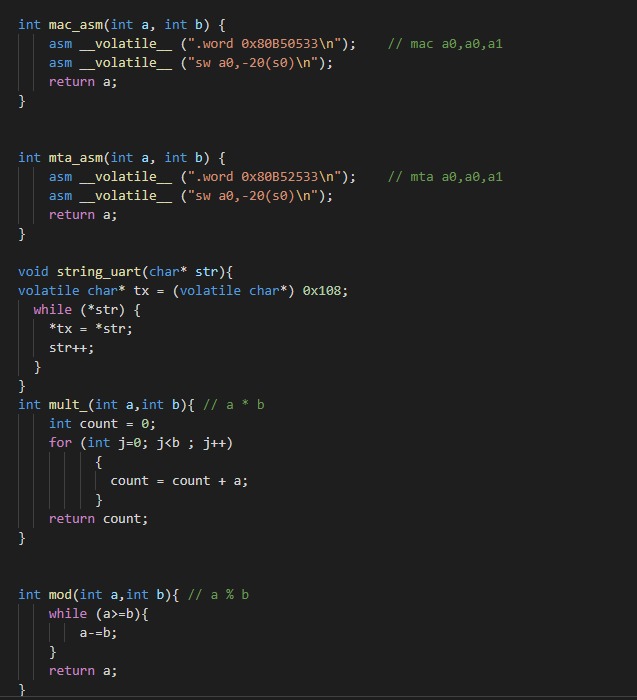 int mac_asm(int a, int b) {
    asm __volatile__ (".word 0x80B50533\n");    // mac a0,a0,a1
    asm __volatile__ ("sw a0,-20(s0)\n");
    return a;
}
int mta_asm(int a, int b) {
    asm __volatile__ (".word 0x80B52533\n");    // mta a0,a0,a1
    asm __volatile__ ("sw a0,-20(s0)\n");
    return a;
}
void string_uart(char* str){
volatile char* tx = (volatile char*) 0x108;
  while (*str) {
    *tx = *str;
    str++;
  }
}
int mult_(int a,int b){ // a * b
    int count = 0;
    for (int j=0; j<b ; j++)
          {
            count = count + a;
          }
    return count;
}
int mod(int a,int b){ // a % b
    while (a>=b){
        a-=b;
    }
    return a;
}